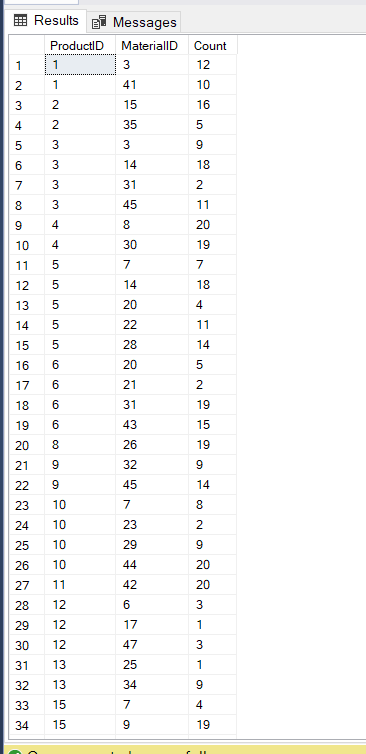 Results Messages
ProductID MaterialID Count
1 1 3 12
2 1 41 10
3 2 15 16
4 2 35 5
5 3 3 9
6 3 14 18
7 3 31 2
8 3 45 11
9 4 8 20
10 4 30 19
11 5 7 7
12 5 14 18
13 5 20 4
14 5 22 11
15 5 28 14
16 6 20 5
17 6 21 2
18 6 31 19
19 6 43 15
20 8 26 19
21 9 32 9
22 9 45 14
23 10 7 8
24 10 23 2
25 10 29 9
26 10 44 20
27 11 42 20
28 12 6 3
29 12 17 1
30 12 47 3
31 13 25 1
32 13 34 9
33 15 7 4
34 15 9 19